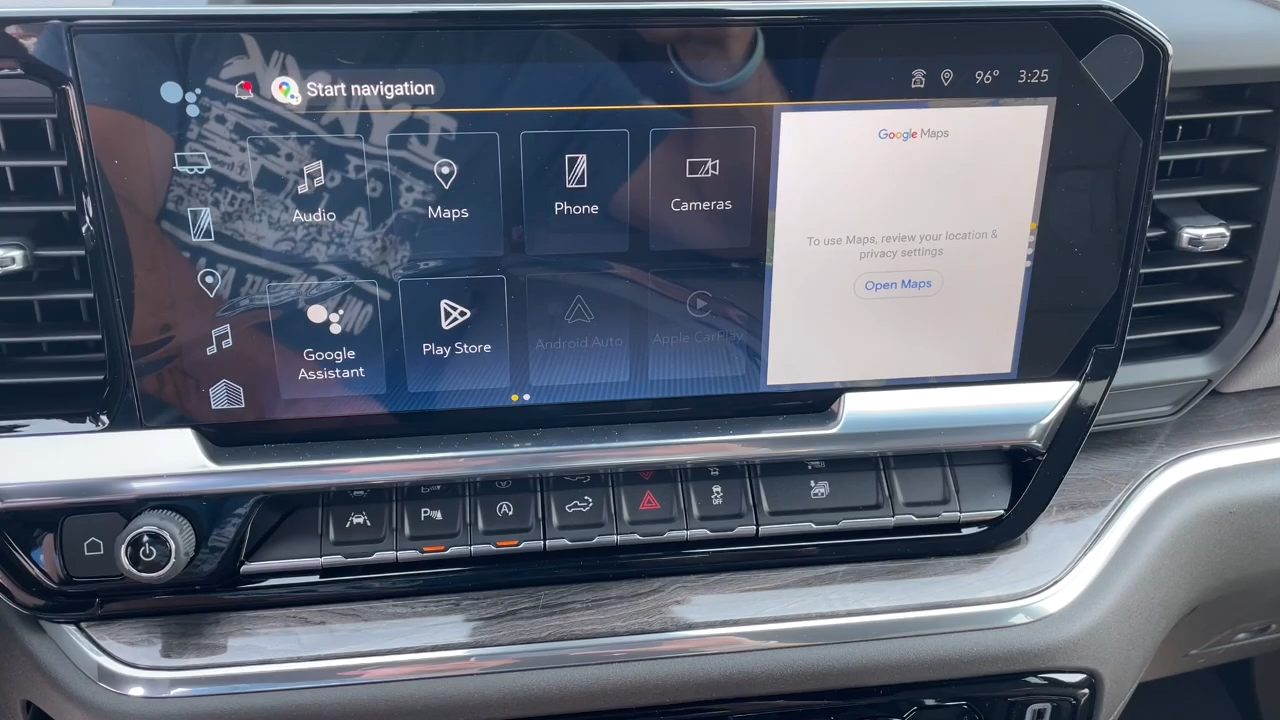 Start navigation
96° 3:25
Audio
Maps
Phone
Cameras
Google
Assistant
Play Store
Android Auto
Apple CarPlay
Google Maps
To use Maps, review your location &
privacy settings
Open Maps
P
A
OFF